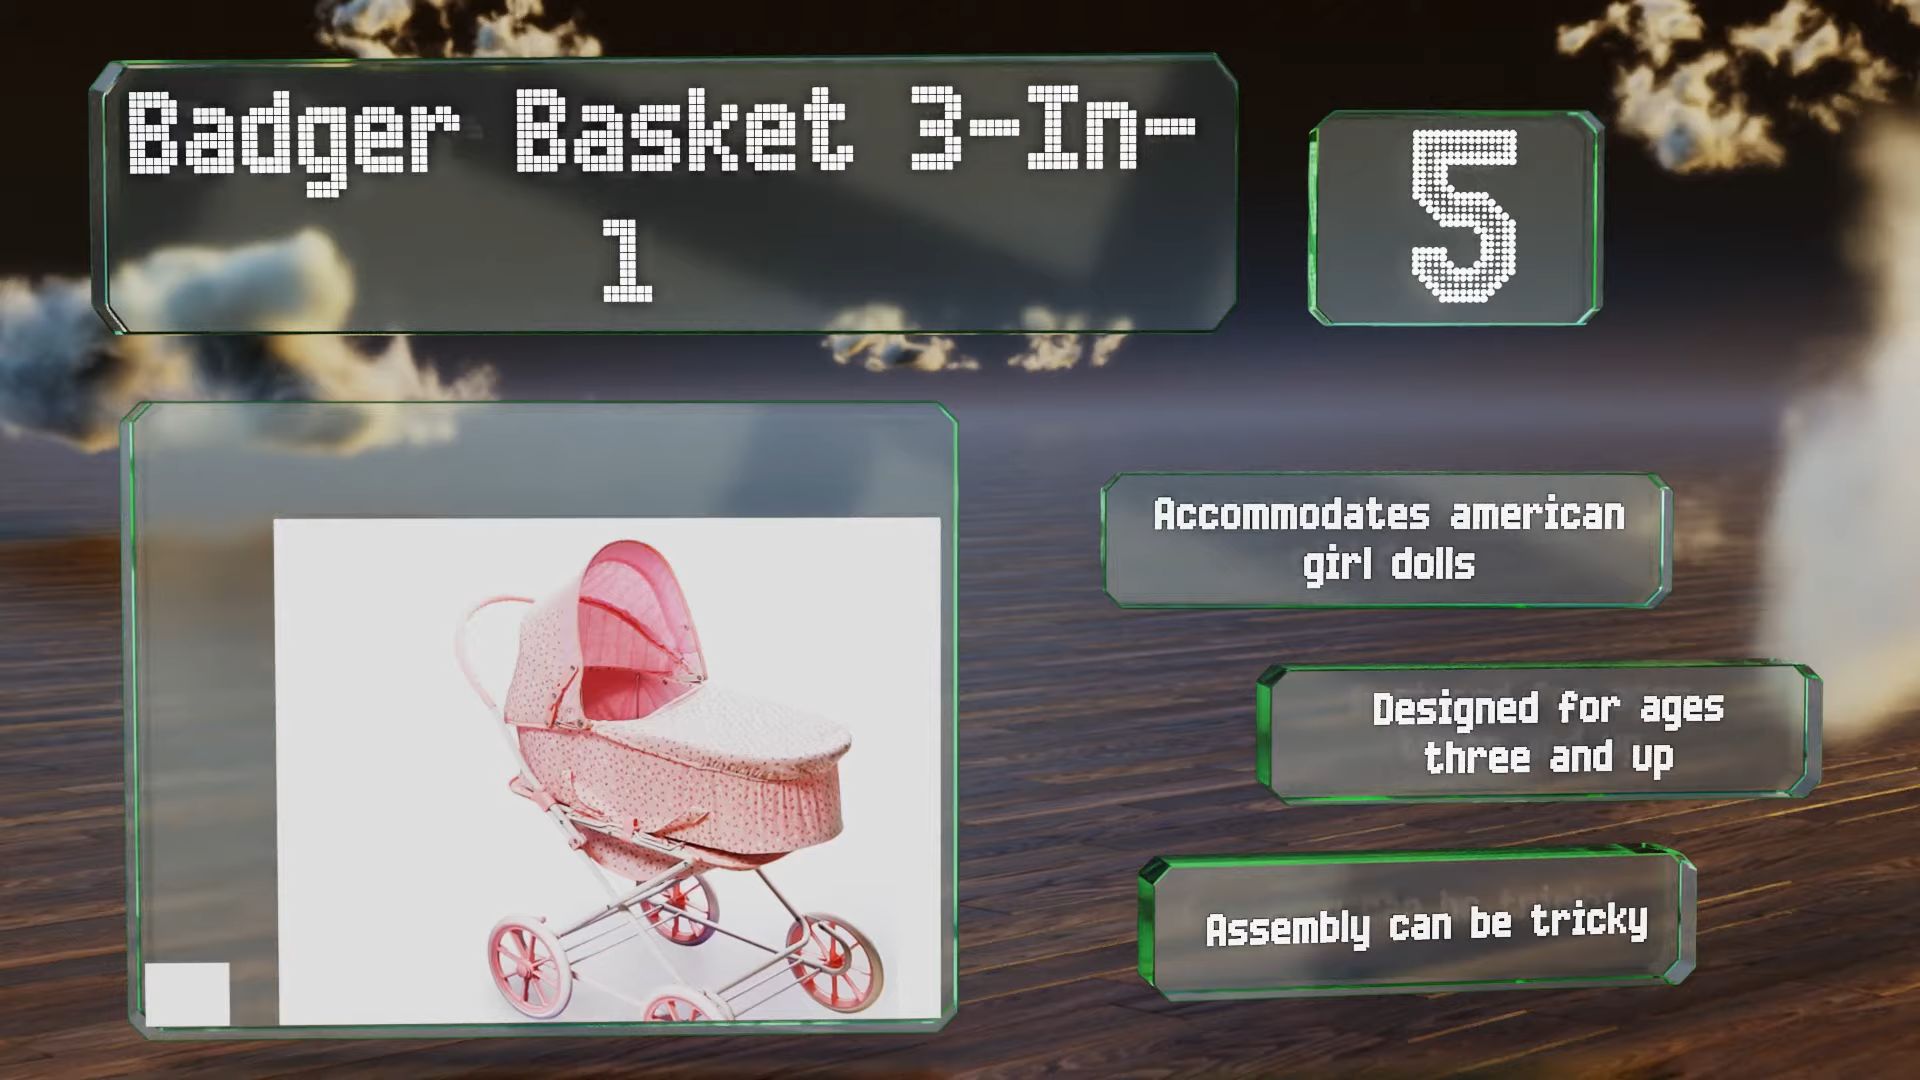 Badger Basket 3-In-
1
5
Accommodates american
girl dolls
Designed for ages
three and up
Assembly can be tricky